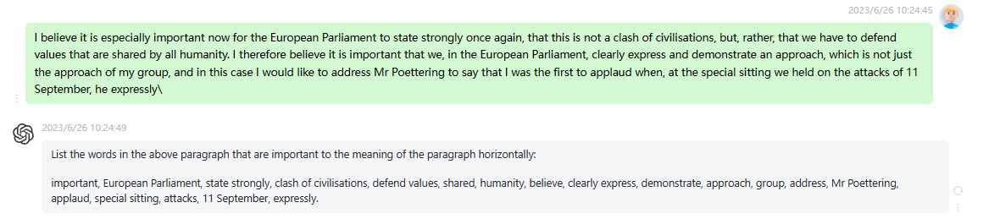 2023/6/26 10:24:45
I believe it is especially important now for the European Parliament to state strongly once again, that this is not a clash of civilisations, but, rather, that we have to defend
values that are shared by all humanity. I therefore believe it is important that we, in the European Parliament, clearly express and demonstrate an approach, which is not just
the approach of my group, and in this case I would like to address Mr Poettering to say that I was the first to applaud when, at the special sitting we held on the attacks of 11
September, he expressly\
2023/6/26 10:24:49
List the words in the above paragraph that are important to the meaning of the paragraph horizontally:
important, European Parliament, state strongly, clash of civilisations, defend values, shared, humanity, believe, clearly express, demonstrate, approach, group, address, Mr Poettering,
applaud, special sitting, attacks, 11 September, expressly.